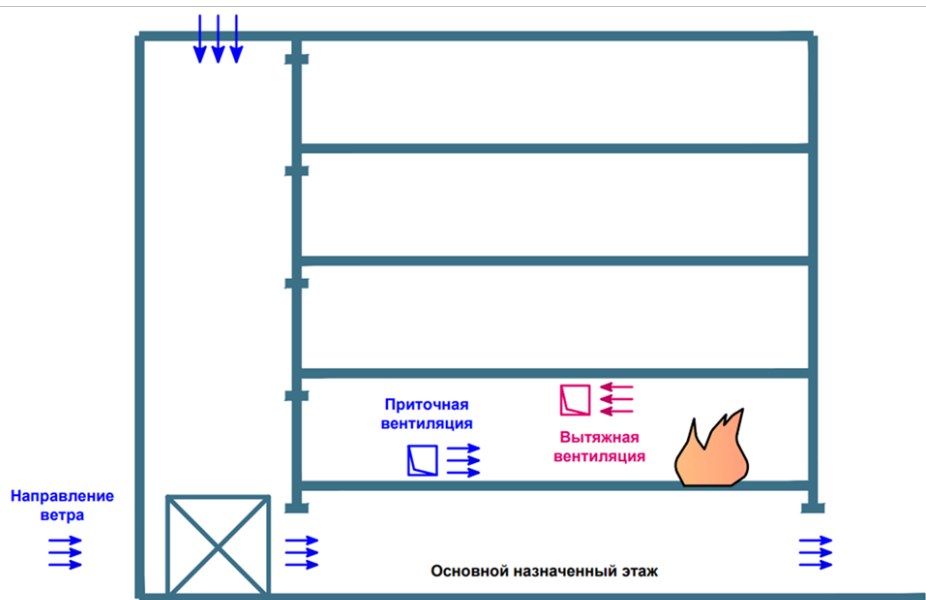 Приточная
вентиляция
Вытяжная
вентиляция
Направление
ветра
Основной назначенный этаж